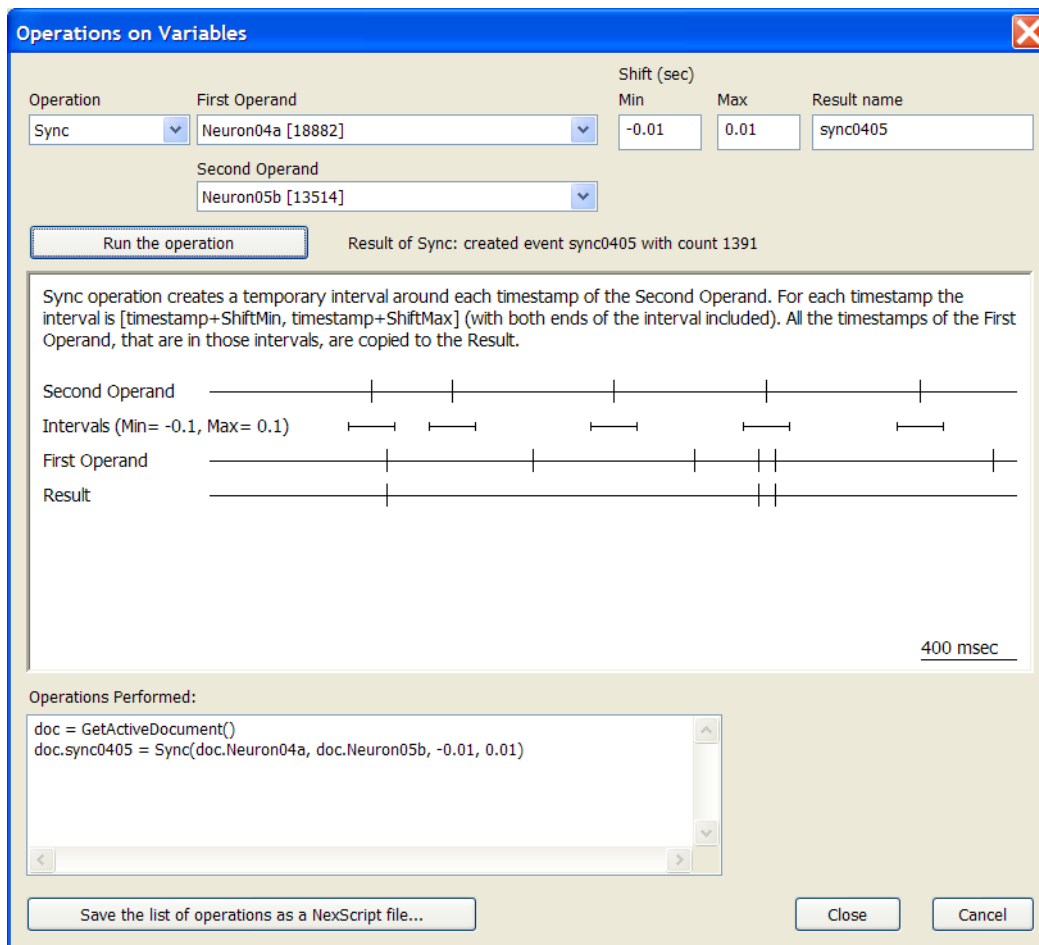 Operations on Variables
Shift (sec)
Operation First Operand Min Max Result name
Sync Neuron04a [18882] -0.01 0.01 sync0405
Second Operand
Neuron05b [13514]
Run the operation Result of Sync: created event sync0405 with count 1391
Sync operation creates a temporary interval around each timestamp of the Second Operand. For each timestamp the
interval is [timestamp+ShiftMin, timestamp+ShiftMax] (with both ends of the interval included). All the timestamps of the First
Operand, that are in those intervals, are copied to the Result.
Second Operand
Intervals (Min= -0.1, Max= 0.1)
First Operand
Result
400 msec
Operations Performed:
doc = GetActiveDocument()
doc.sync0405 = Sync(doc.Neuron04a, doc.Neuron05b, -0.01, 0.01)
Save the list of operations as a NexScript file... Close Cancel